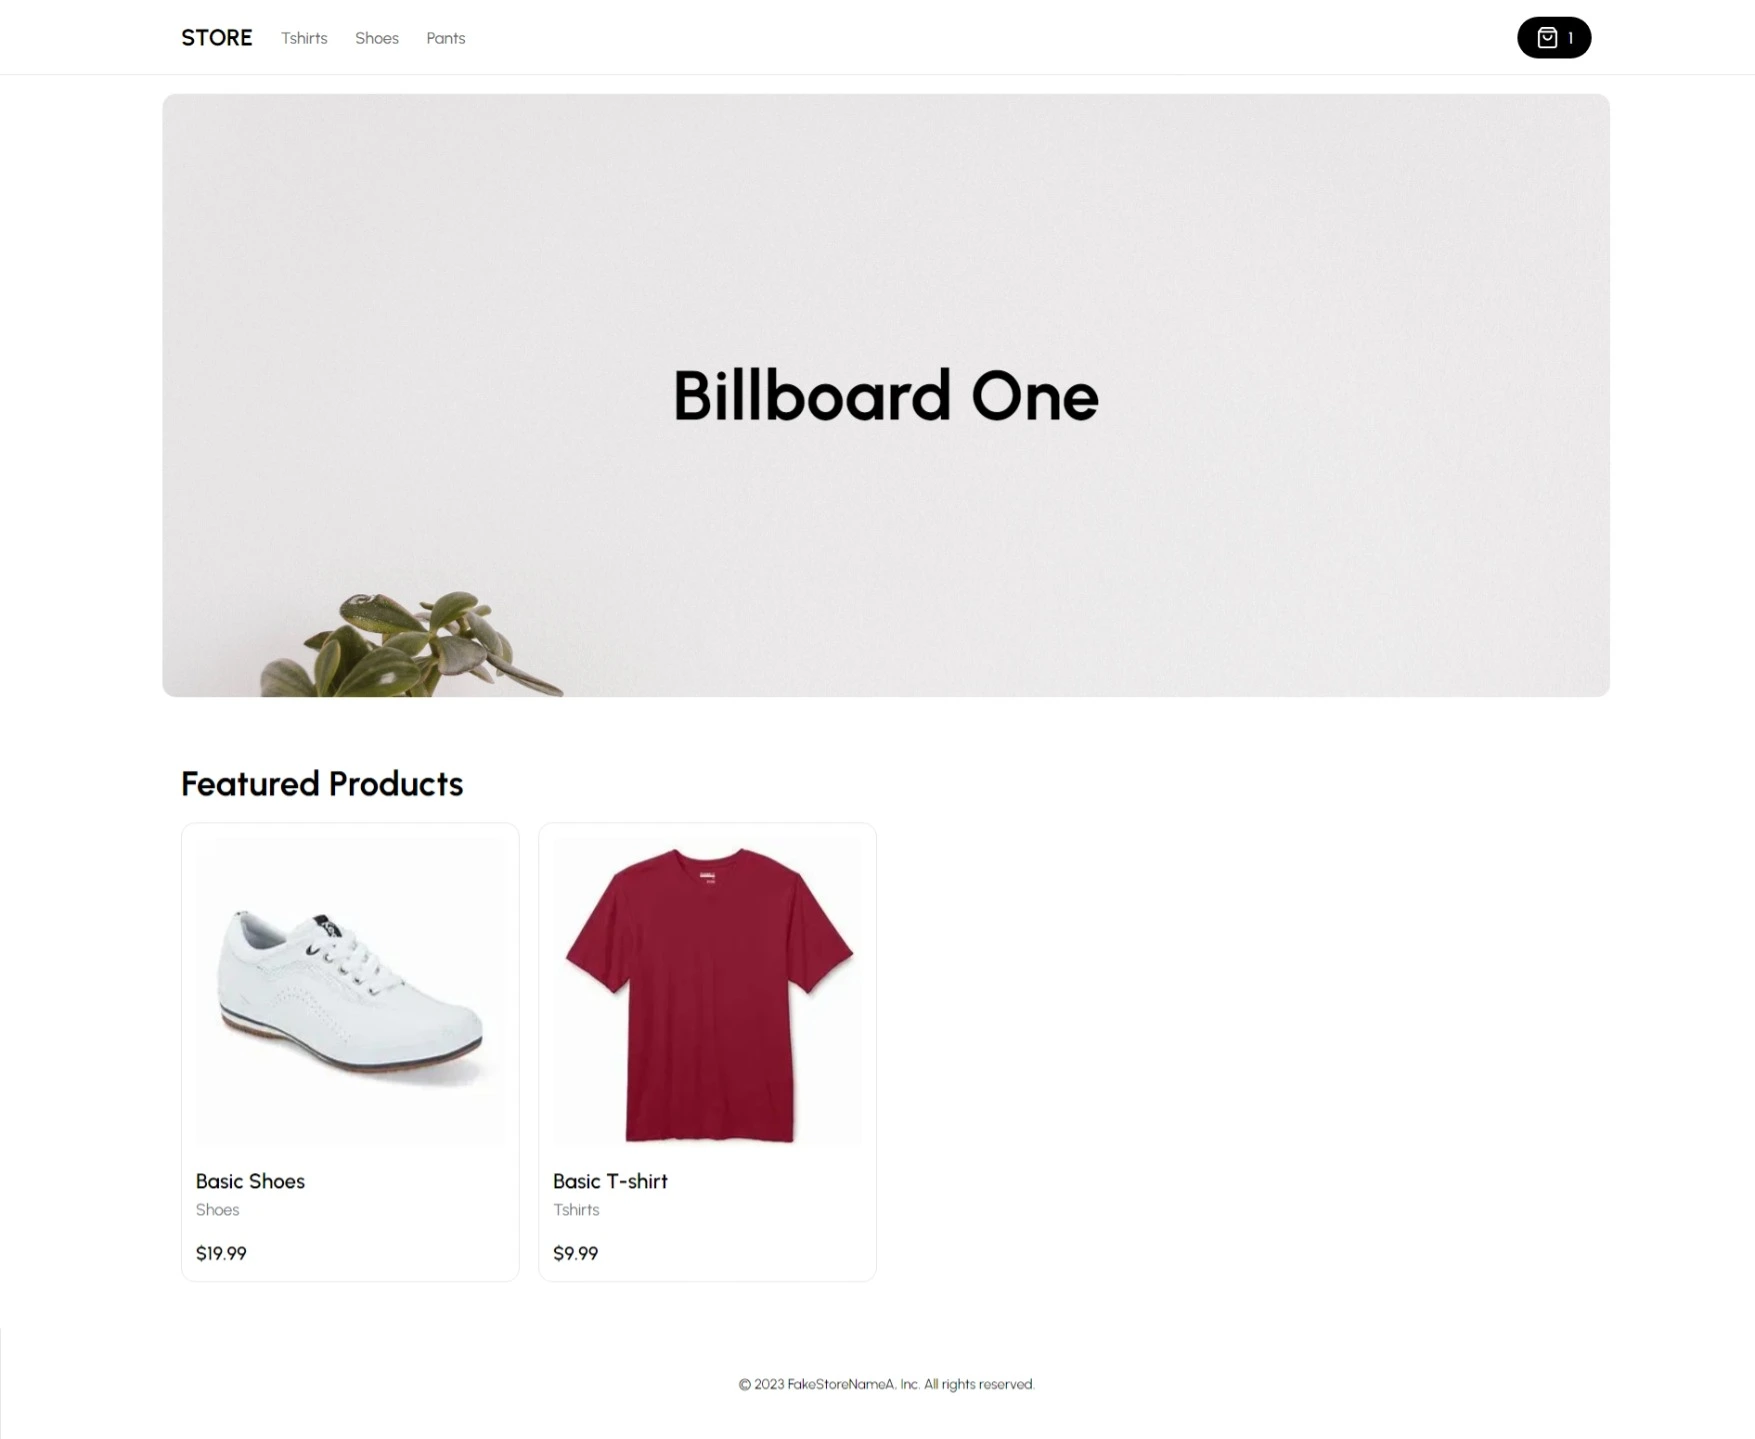 STORE Tshirts Shoes Pants 1
Billboard One
Featured Products
Basic Shoes
Shoes
$19.99
Basic T-shirt
Tshirts
$9.99
© 2023 FakeStoreNameA, Inc. All rights reserved.